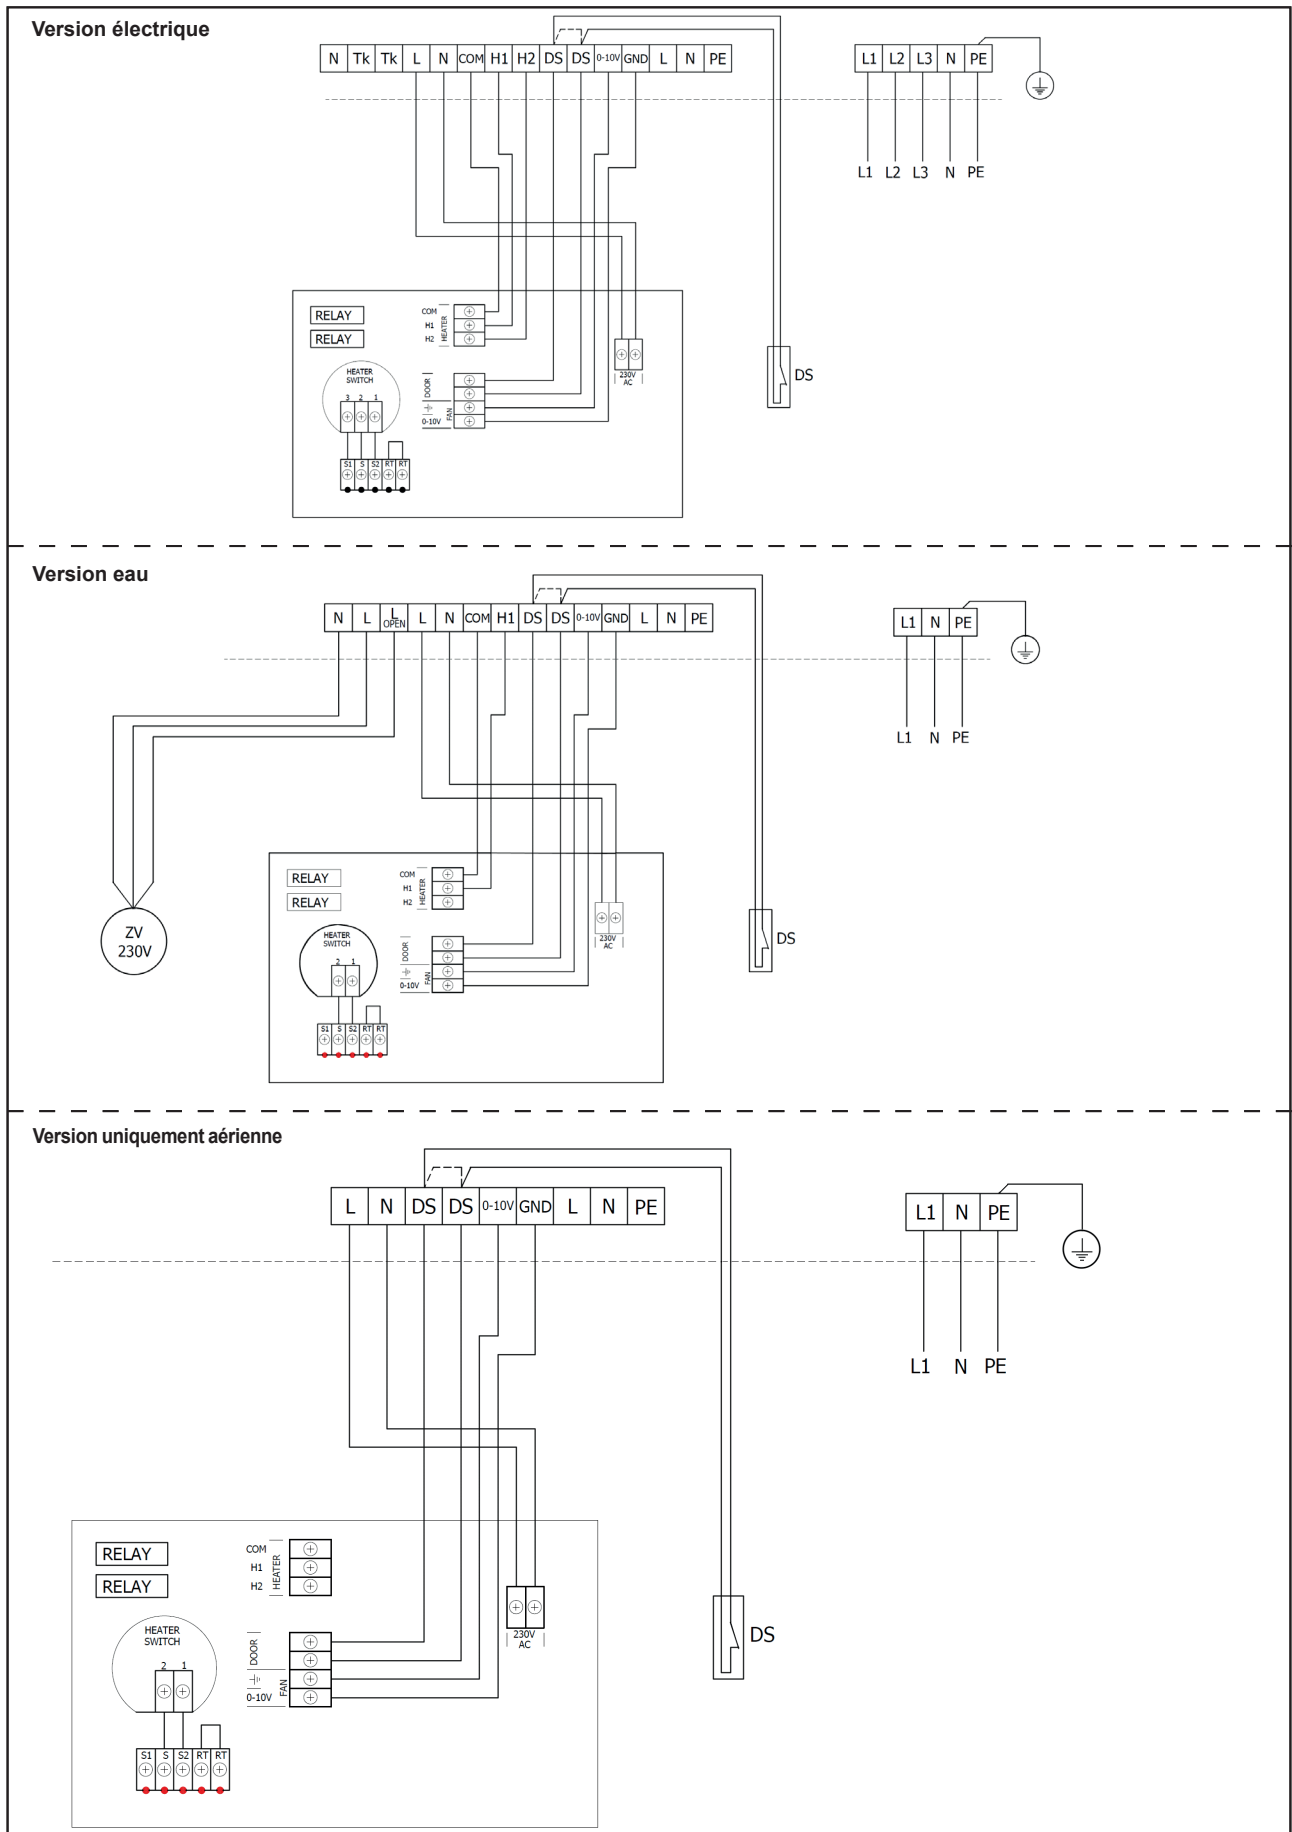 Version électrique
N Tk Tk L N COM H1 H2 DS DS 0-10V GND L N PE
L1 L2 L3 N PE
L1 L2 L3 N PE
RELAY
RELAY
COM
H1
H2
HEATER
HEATER
SWITCH
3 2 1
DOOR
FAN
0-10V
230V
AC
S1 S S2 RT RT
DS
Version eau
N L L OPEN L N COM H1 DS DS 0-10V GND L N PE
L1 N PE
L1 N PE
ZV
230V
RELAY
RELAY
COM
H1
H2
HEATER
HEATER
SWITCH
2 1
DOOR
FAN
0-10V
230V
AC
S1 S S2 RT RT
DS
Version uniquement aérienne
L N DS DS 0-10V GND L N PE
L1 N PE
L1 N PE
RELAY
RELAY
COM
H1
H2
HEATER
HEATER
SWITCH
2 1
DOOR
FAN
0-10V
230V
AC
S1 S S2 RT RT
DS